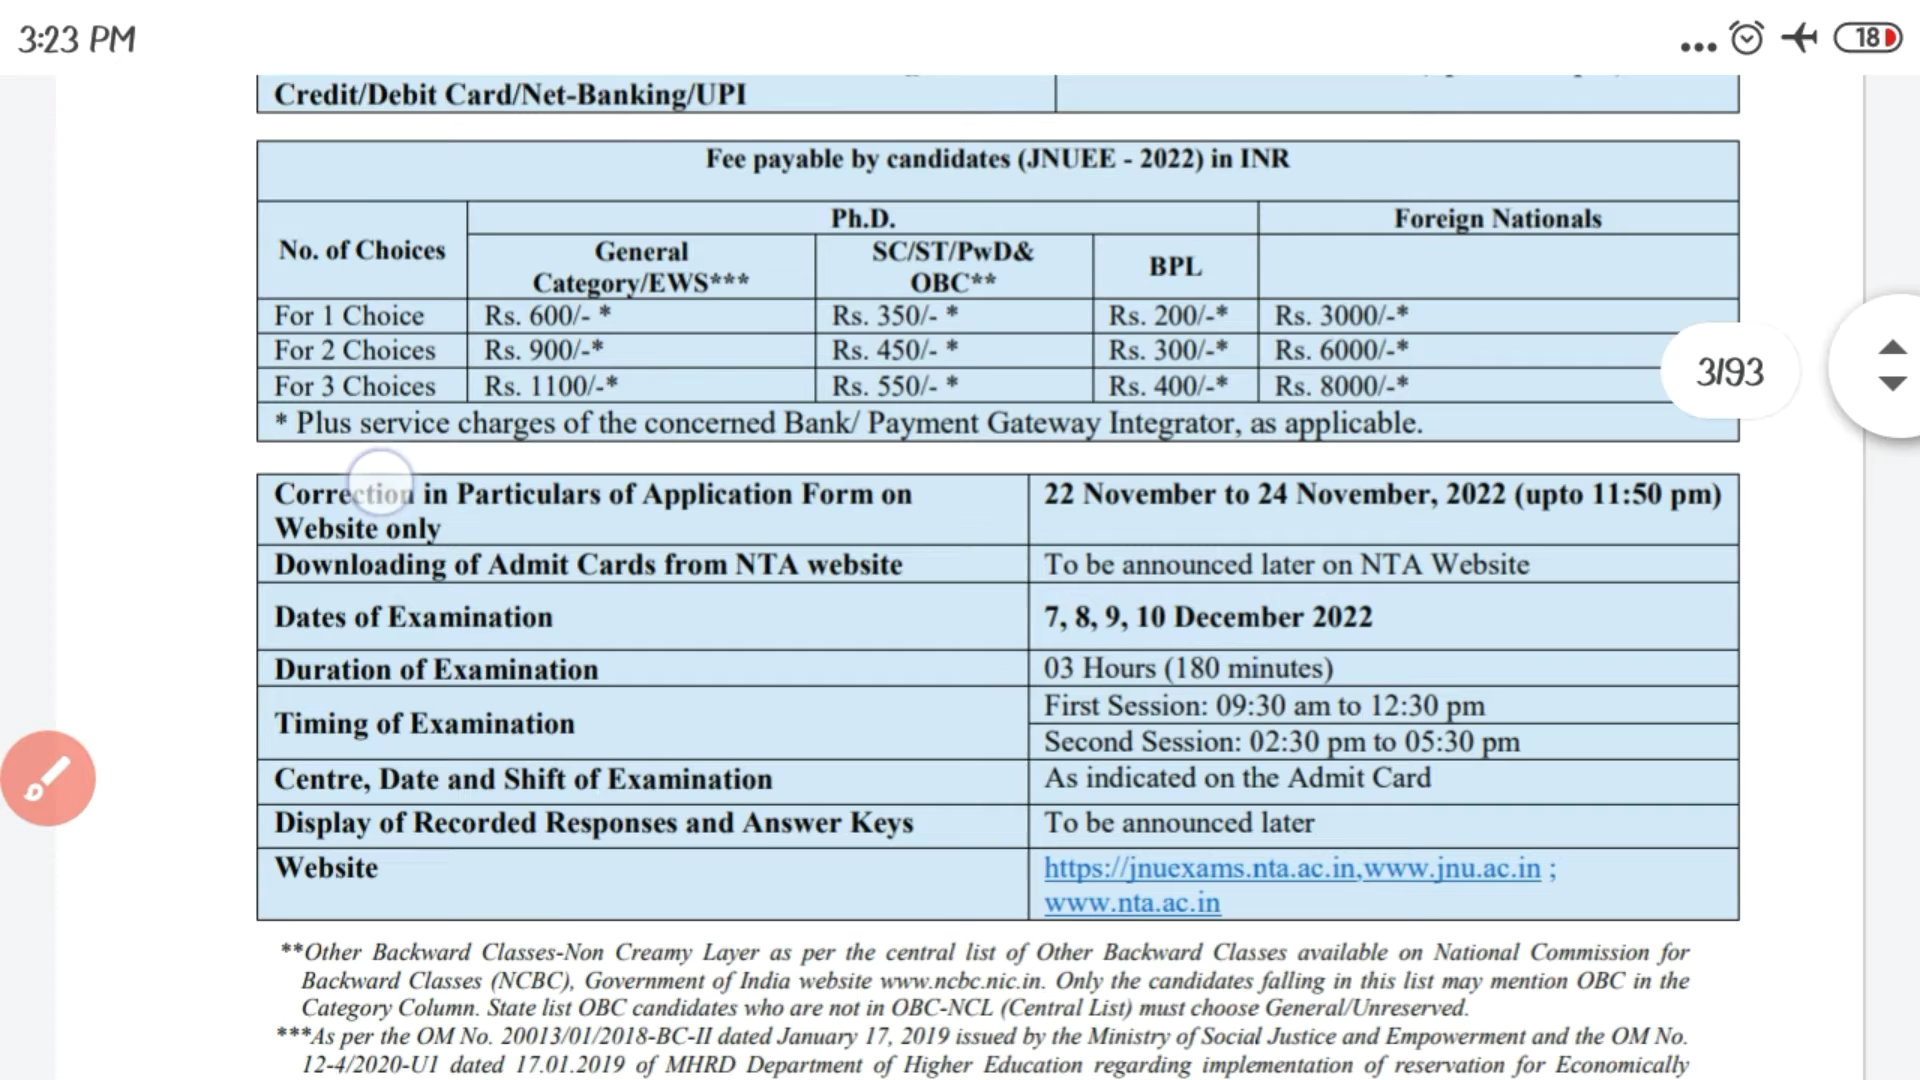 3:23 PM
18
Credit/Debit Card/Net-Banking/UPI
Fee payable by candidates (JNUEE - 2022) in INR
No. of Choices
Ph.D.
Foreign Nationals
General
Category/EWS***
SC/ST/PwD&
OBC**
BPL
For 1 Choice Rs. 600/- * Rs. 350/- * Rs. 200/-* Rs. 3000/-*
For 2 Choices Rs. 900/-* Rs. 450/- * Rs. 300/-* Rs. 6000/-*
For 3 Choices Rs. 1100/-* Rs. 550/- * Rs. 400/-* Rs. 8000/-*
3/93
* Plus service charges of the concerned Bank/ Payment Gateway Integrator, as applicable.
Correction in Particulars of Application Form on
Website only
22 November to 24 November, 2022 (upto 11:50 pm)
Downloading of Admit Cards from NTA website To be announced later on NTA Website
Dates of Examination 7, 8, 9, 10 December 2022
Duration of Examination 03 Hours (180 minutes)
Timing of Examination
First Session: 09:30 am to 12:30 pm
Second Session: 02:30 pm to 05:30 pm
Centre, Date and Shift of Examination As indicated on the Admit Card
Display of Recorded Responses and Answer Keys To be announced later
Website https://jnuexams.nta.ac.in,www.jnu.ac.in ;
www.nta.ac.in
**Other Backward Classes-Non Creamy Layer as per the central list of Other Backward Classes available on National Commission for
Backward Classes (NCBC), Government of India website www.ncbc.nic.in. Only the candidates falling in this list may mention OBC in the
Category Column. State list OBC candidates who are not in OBC-NCL (Central List) must choose General/Unreserved.
***As per the OM No. 20013/01/2018-BC-II dated January 17, 2019 issued by the Ministry of Social Justice and Empowerment and the OM No.
12-4/2020-U1 dated 17.01.2019 of MHRD Department of Higher Education regarding implementation of reservation for Economically